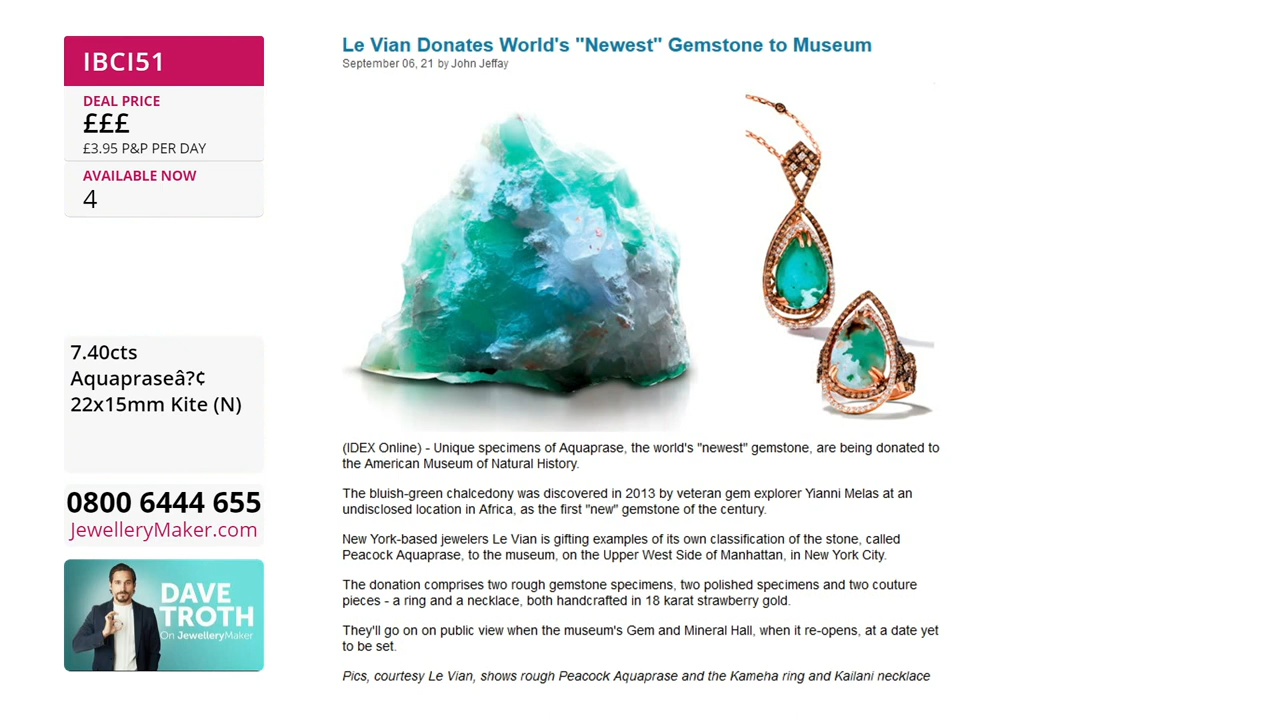 IBCI51
DEAL PRICE
£££
£3.95 P&P PER DAY
AVAILABLE NOW
4
7.40cts
Aquapraseâ?¢
22x15mm Kite (N)
0800 6444 655
JewelleryMaker.com
DAVE
TROTH
On JewelleryMaker
Le Vian Donates World's "Newest" Gemstone to Museum
September 06, 21 by John Jeffay
(IDEX Online) - Unique specimens of Aquaprase, the world's "newest" gemstone, are being donated to
the American Museum of Natural History.
The bluish-green chalcedony was discovered in 2013 by veteran gem explorer Yianni Melas at an
undisclosed location in Africa, as the first "new" gemstone of the century.
New York-based jewelers Le Vian is gifting examples of its own classification of the stone, called
Peacock Aquaprase, to the museum, on the Upper West Side of Manhattan, in New York City.
The donation comprises two rough gemstone specimens, two polished specimens and two couture
pieces - a ring and a necklace, both handcrafted in 18 karat strawberry gold.
They'll go on on public view when the museum's Gem and Mineral Hall, when it re-opens, at a date yet
to be set.
Pics, courtesy Le Vian, shows rough Peacock Aquaprase and the Kameha ring and Kailani necklace